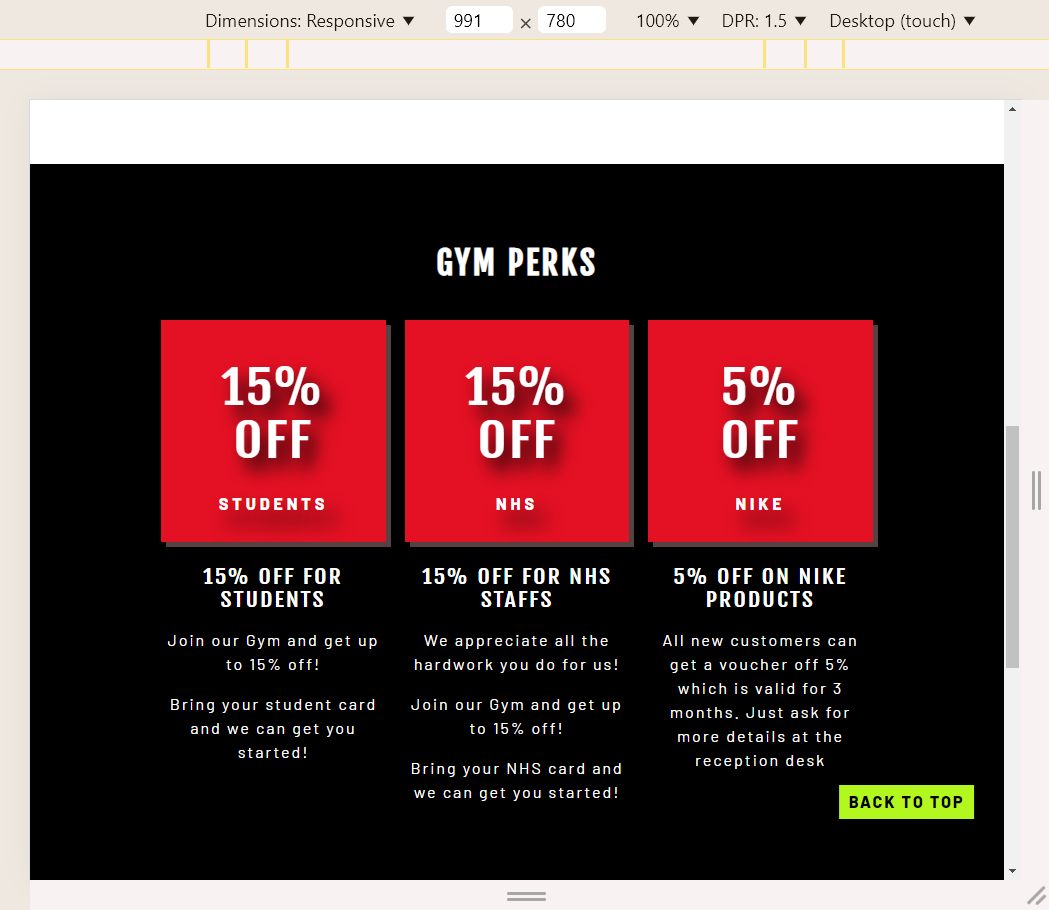 Dimensions: Responsive ▼ 991 × 780 100% ▼ DPR: 1.5 ▼ Desktop (touch) ▼
GYM PERKS
15%
OFF
STUDENTS
15% OFF FOR
STUDENTS
Join our Gym and get up
to 15% off!
Bring your student card
and we can get you
started!
15%
OFF
NHS
15% OFF FOR NHS
STAFFS
We appreciate all the
hardwork you do for us!
Join our Gym and get up
to 15% off!
Bring your NHS card and
we can get you started!
5%
OFF
NIKE
5% OFF ON NIKE
PRODUCTS
All new customers can
get a voucher off 5%
which is valid for 3
months. Just ask for
more details at the
reception desk
BACK TO TOP